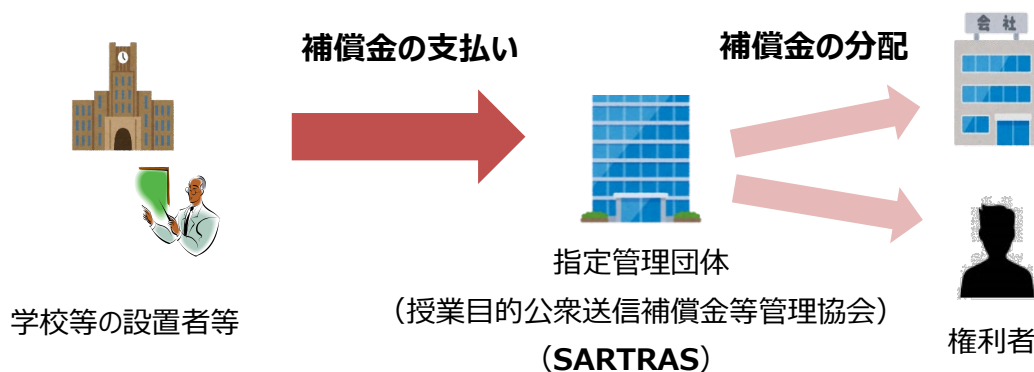 会社
補償金の支払い
補償金の分配
指定管理団体
（授業目的公衆送信補償金等管理協会）
（SARTRAS）
学校等の設置者等
権利者